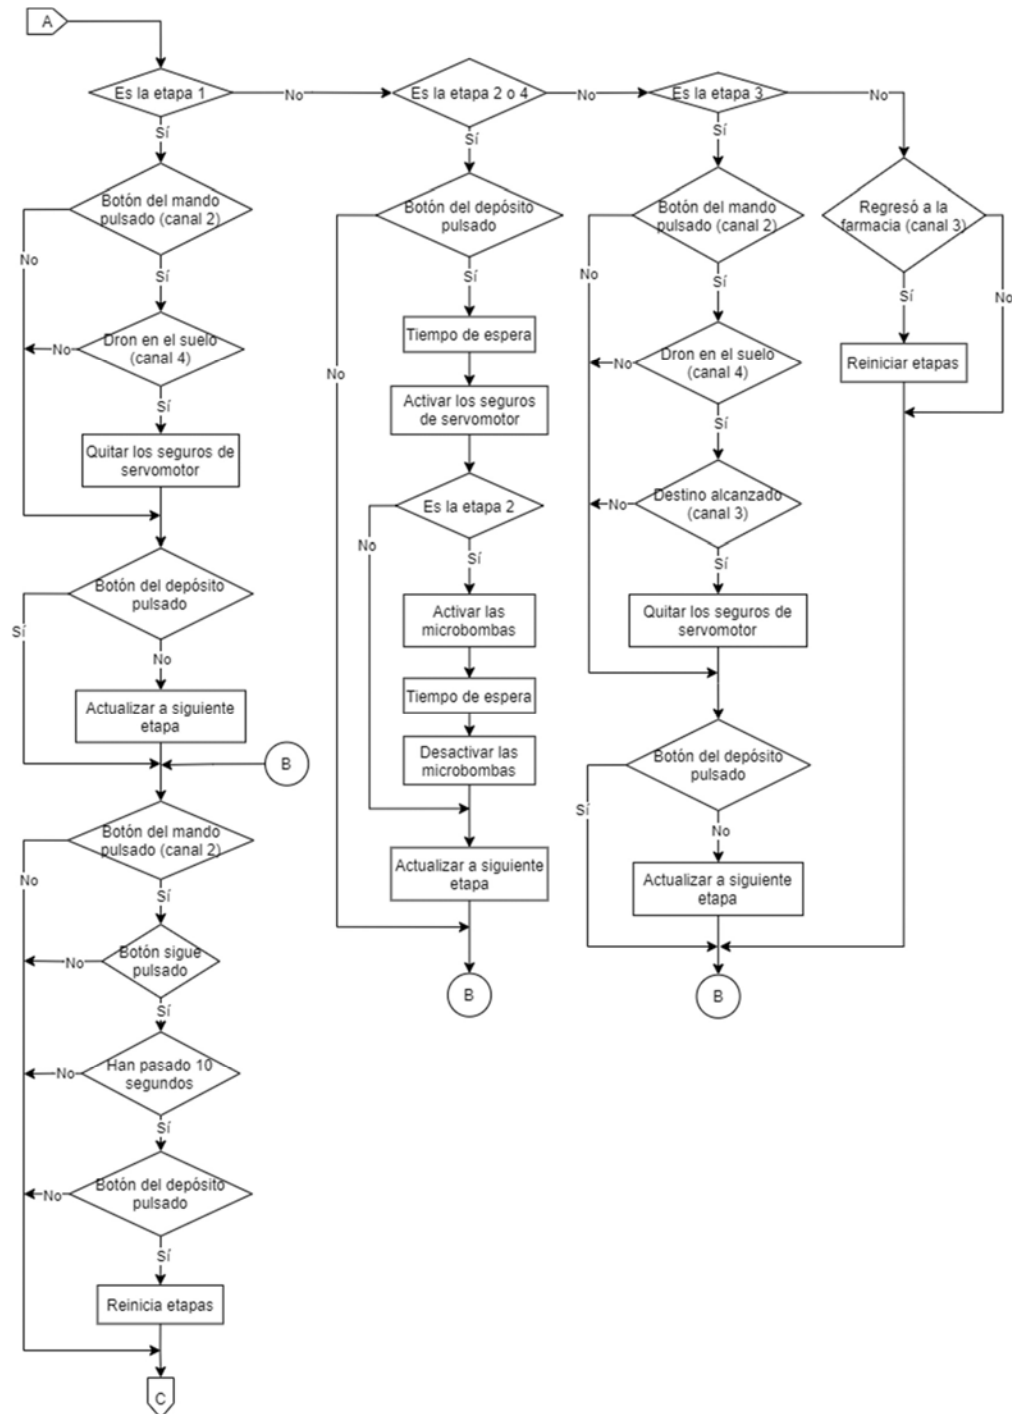 A
Es la etapa 1
No
Es la etapa 2 o 4
No
Es la etapa 3
No
Sí
Botón del mando
pulsado (canal 2)
No
Sí
Dron en el suelo
(canal 4)
No
Sí
Quitar los seguros de
servomotor
Botón del depósito
pulsado
Sí
No
Actualizar a siguiente
etapa
B
Botón del mando
pulsado (canal 2)
No
Sí
Botón sigue
pulsado
No
Sí
Han pasado 10
segundos
No
Sí
Botón del depósito
pulsado
No
Sí
Reinicia etapas
C
Sí
Botón del depósito
pulsado
No
Sí
Tiempo de espera
Activar los seguros
de servomotor
Es la etapa 2
No
Sí
Activar las
microbombas
Tiempo de espera
Desactivar las
microbombas
Actualizar a siguiente
etapa
B
Sí
Botón del mando
pulsado (canal 2)
No
Sí
Dron en el suelo
(canal 4)
No
Sí
Destino alcanzado
(canal 3)
No
Sí
Quitar los seguros de
servomotor
Botón del depósito
pulsado
Sí
No
Actualizar a siguiente
etapa
B
Regresó a la
farmacia (canal 3)
Sí
No
Reiniciar etapas